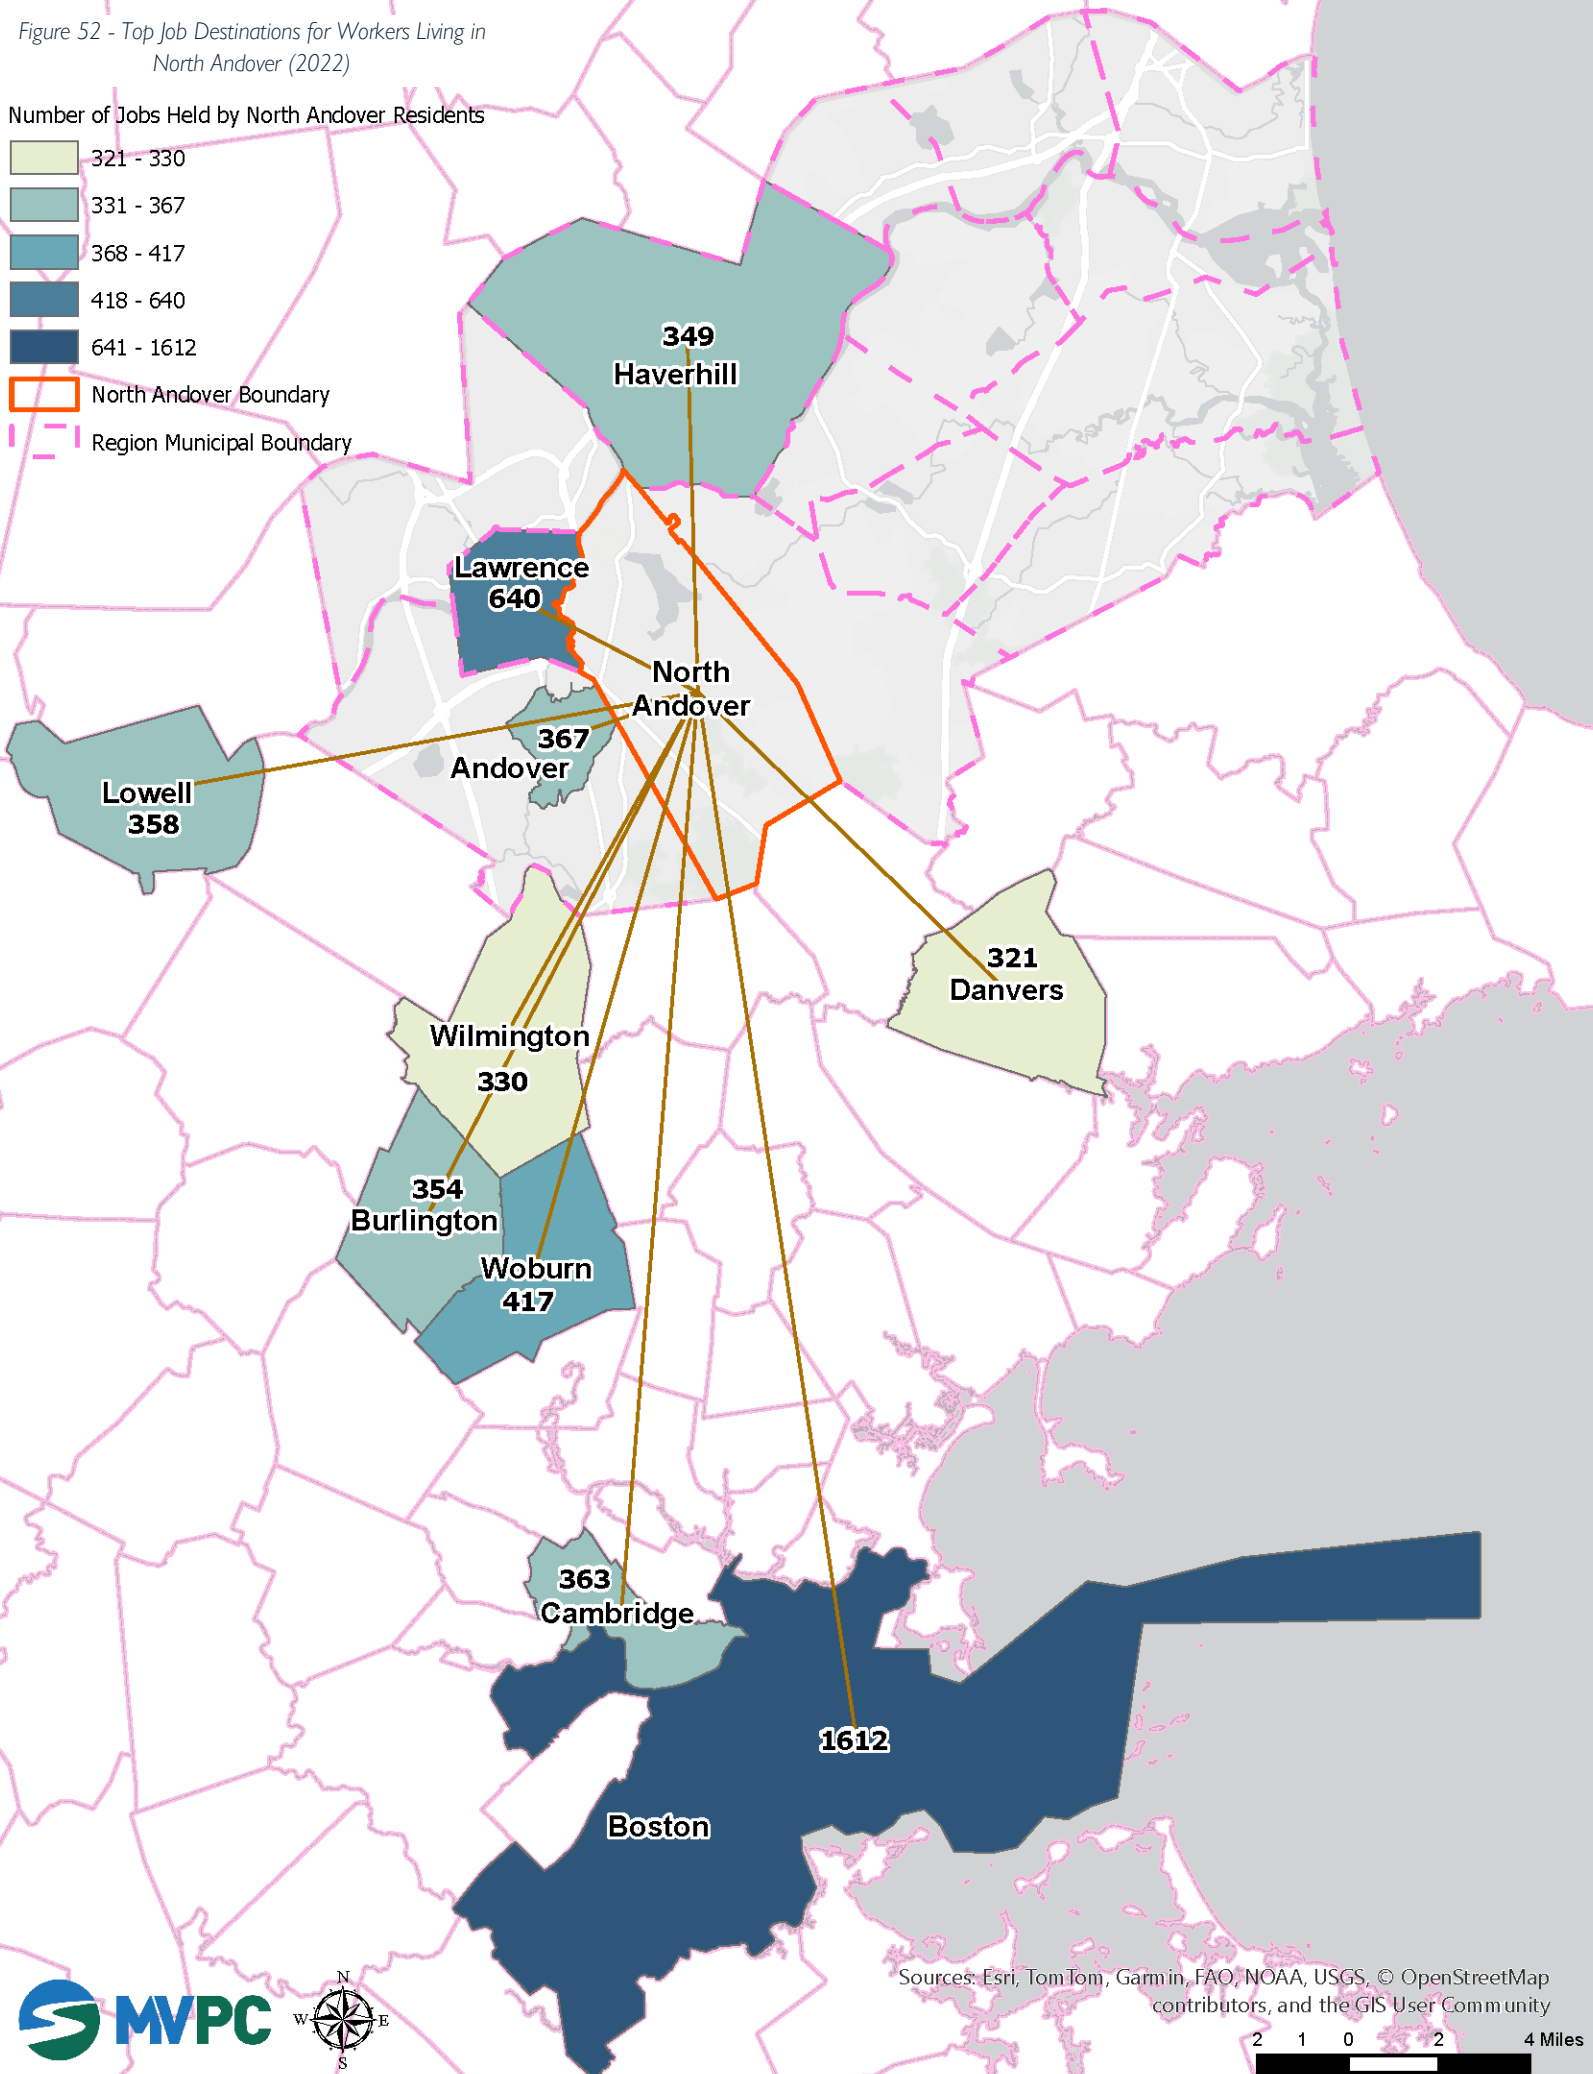 Figure 52 - Top Job Destinations for Workers Living in
North Andover (2022)
Number of Jobs Held by North Andover Residents
321 - 330
331 - 367
368 - 417
418 - 640
641 - 1612
North Andover Boundary
Region Municipal Boundary
349
Haverhill
Lawrence
640
North
Andover
367
Andover
Lowell
358
321
Danvers
Wilmington
330
354
Burlington
Woburn
417
363
Cambridge
1612
Boston
MVPC
N
W
E
S
Sources: Esri, TomTom, Garmin, FAO, NOAA, USGS, © OpenStreetMap
contributors, and the GIS User Community
2 1 0 2 4 Miles